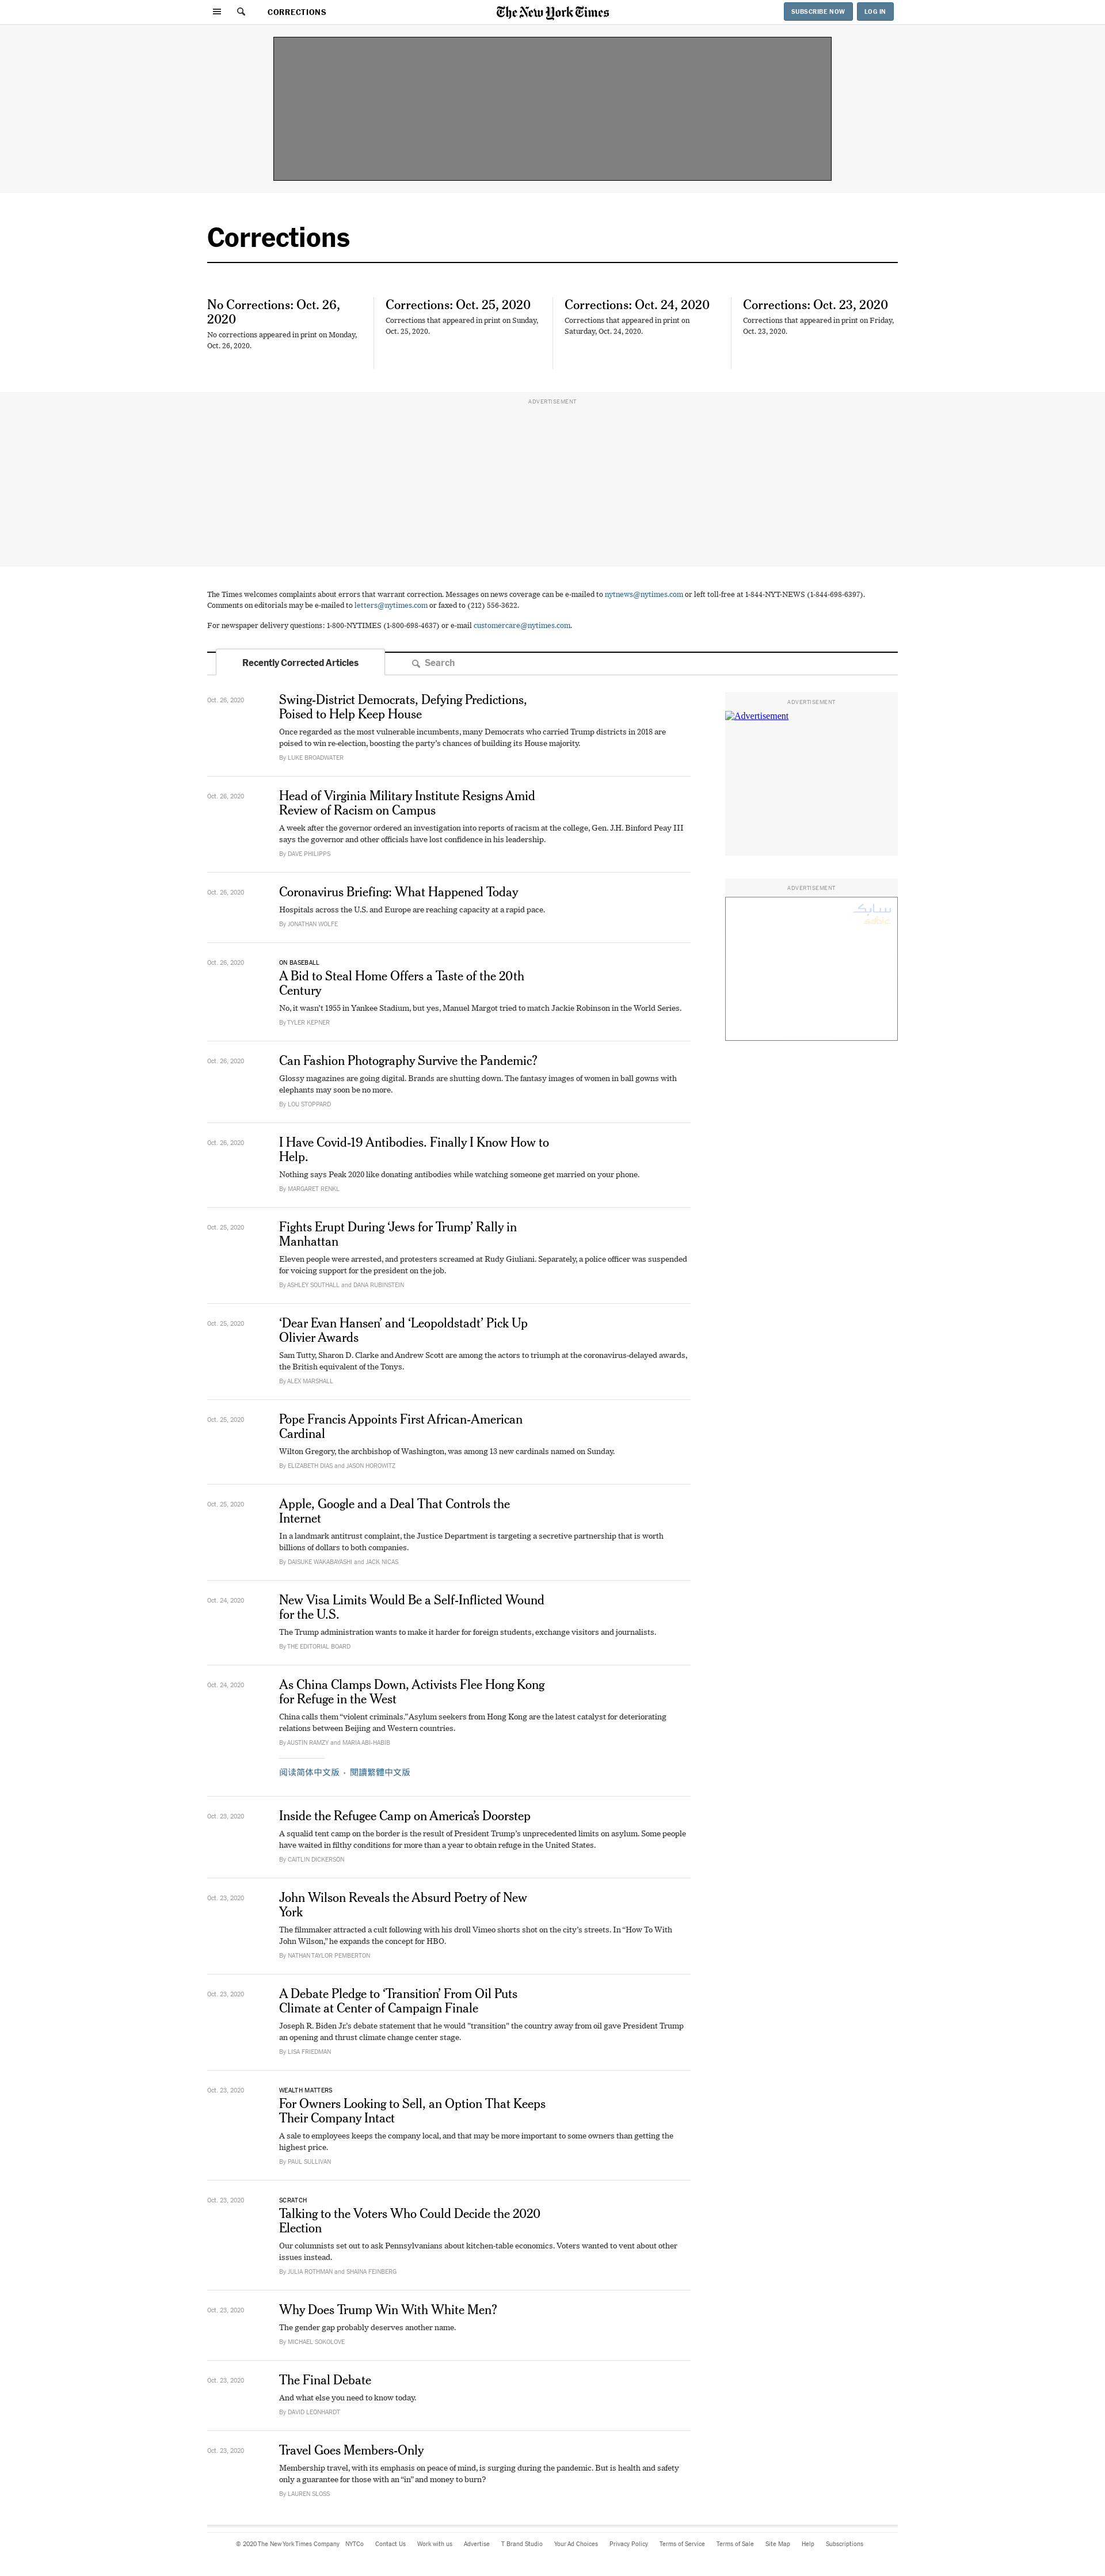 CORRECTIONS
The New York Times
SUBSCRIBE NOW
LOG IN
Corrections
No Corrections: Oct. 26,
2020
No corrections appeared in print on Monday,
Oct. 26, 2020.
Corrections: Oct. 25, 2020
Corrections that appeared in print on Sunday,
Oct. 25, 2020.
Corrections: Oct. 24, 2020
Corrections that appeared in print on
Saturday, Oct. 24, 2020.
Corrections: Oct. 23, 2020
Corrections that appeared in print on Friday,
Oct. 23, 2020.
ADVERTISEMENT
The Times welcomes complaints about errors that warrant correction. Messages on news coverage can be e-mailed to nytnews@nytimes.com or left toll-free at 1-844-NYT-NEWS (1-844-698-6397).
Comments on editorials may be e-mailed to letters@nytimes.com or faxed to (212) 556-3622.
For newspaper delivery questions: 1-800-NYTIMES (1-800-698-4637) or e-mail customercare@nytimes.com.
Recently Corrected Articles
Search
Oct. 26, 2020
Swing-District Democrats, Defying Predictions,
Poised to Help Keep House
Once regarded as the most vulnerable incumbents, many Democrats who carried Trump districts in 2018 are
poised to win re-election, boosting the party's chances of building its House majority.
By LUKE BROADWATER
ADVERTISEMENT
Advertisement
Oct. 26, 2020
Head of Virginia Military Institute Resigns Amid
Review of Racism on Campus
A week after the governor ordered an investigation into reports of racism at the college, Gen. J.H. Binford Peay III
says the governor and other officials have lost confidence in his leadership.
By DAVE PHILIPPS
ADVERTISEMENT
سابك
sabic
Oct. 26, 2020
Coronavirus Briefing: What Happened Today
Hospitals across the U.S. and Europe are reaching capacity at a rapid pace.
By JONATHAN WOLFE
Oct. 26, 2020
ON BASEBALL
A Bid to Steal Home Offers a Taste of the 20th
Century
No, it wasn't 1955 in Yankee Stadium, but yes, Manuel Margot tried to match Jackie Robinson in the World Series.
By TYLER KEPNER
Oct. 26, 2020
Can Fashion Photography Survive the Pandemic?
Glossy magazines are going digital. Brands are shutting down. The fantasy images of women in ball gowns with
elephants may soon be no more.
By LOU STOPPARD
Oct. 26, 2020
I Have Covid-19 Antibodies. Finally I Know How to
Help.
Nothing says Peak 2020 like donating antibodies while watching someone get married on your phone.
By MARGARET RENKL
Oct. 25, 2020
Fights Erupt During ‘Jews for Trump’ Rally in
Manhattan
Eleven people were arrested, and protesters screamed at Rudy Giuliani. Separately, a police officer was suspended
for voicing support for the president on the job.
By ASHLEY SOUTHALL and DANA RUBINSTEIN
Oct. 25, 2020
‘Dear Evan Hansen’ and ‘Leopoldstadt’ Pick Up
Olivier Awards
Sam Tutty, Sharon D. Clarke and Andrew Scott are among the actors to triumph at the coronavirus-delayed awards,
the British equivalent of the Tonys.
By ALEX MARSHALL
Oct. 25, 2020
Pope Francis Appoints First African-American
Cardinal
Wilton Gregory, the archbishop of Washington, was among 13 new cardinals named on Sunday.
By ELIZABETH DIAS and JASON HOROWITZ
Oct. 25, 2020
Apple, Google and a Deal That Controls the
Internet
In a landmark antitrust complaint, the Justice Department is targeting a secretive partnership that is worth
billions of dollars to both companies.
By DAISUKE WAKABAYASHI and JACK NICAS
Oct. 24, 2020
New Visa Limits Would Be a Self-Inflicted Wound
for the U.S.
The Trump administration wants to make it harder for foreign students, exchange visitors and journalists.
By THE EDITORIAL BOARD
Oct. 24, 2020
As China Clamps Down, Activists Flee Hong Kong
for Refuge in the West
China calls them “violent criminals.” Asylum seekers from Hong Kong are the latest catalyst for deteriorating
relations between Beijing and Western countries.
By AUSTIN RAMZY and MARIA ABI-HABIB
阅读简体中文版 · 閱讀繁體中文版
Oct. 23, 2020
Inside the Refugee Camp on America's Doorstep
A squalid tent camp on the border is the result of President Trump's unprecedented limits on asylum. Some people
have waited in filthy conditions for more than a year to obtain refuge in the United States.
By CAITLIN DICKERSON
Oct. 23, 2020
John Wilson Reveals the Absurd Poetry of New
York
The filmmaker attracted a cult following with his droll Vimeo shorts shot on the city's streets. In “How To With
John Wilson,” he expands the concept for HBO.
By NATHAN TAYLOR PEMBERTON
Oct. 23, 2020
A Debate Pledge to ‘Transition’ From Oil Puts
Climate at Center of Campaign Finale
Joseph R. Biden Jr.'s debate statement that he would "transition" the country away from oil gave President Trump
an opening and thrust climate change center stage.
By LISA FRIEDMAN
Oct. 23, 2020
WEALTH MATTERS
For Owners Looking to Sell, an Option That Keeps
Their Company Intact
A sale to employees keeps the company local, and that may be more important to some owners than getting the
highest price.
By PAUL SULLIVAN
Oct. 23, 2020
SCRATCH
Talking to the Voters Who Could Decide the 2020
Election
Our columnists set out to ask Pennsylvanians about kitchen-table economics. Voters wanted to vent about other
issues instead.
By JULIA ROTHMAN and SHAINA FEINBERG
Oct. 23, 2020
Why Does Trump Win With White Men?
The gender gap probably deserves another name.
By MICHAEL SOKOLOVE
Oct. 23, 2020
The Final Debate
And what else you need to know today.
By DAVID LEONHARDT
Oct. 23, 2020
Travel Goes Members-Only
Membership travel, with its emphasis on peace of mind, is surging during the pandemic. But is health and safety
only a guarantee for those with an “in” and money to burn?
By LAUREN SLOSS
© 2020 The New York Times Company NYTCo Contact Us Work with us Advertise T Brand Studio Your Ad Choices Privacy Policy Terms of Service Terms of Sale Site Map Help Subscriptions